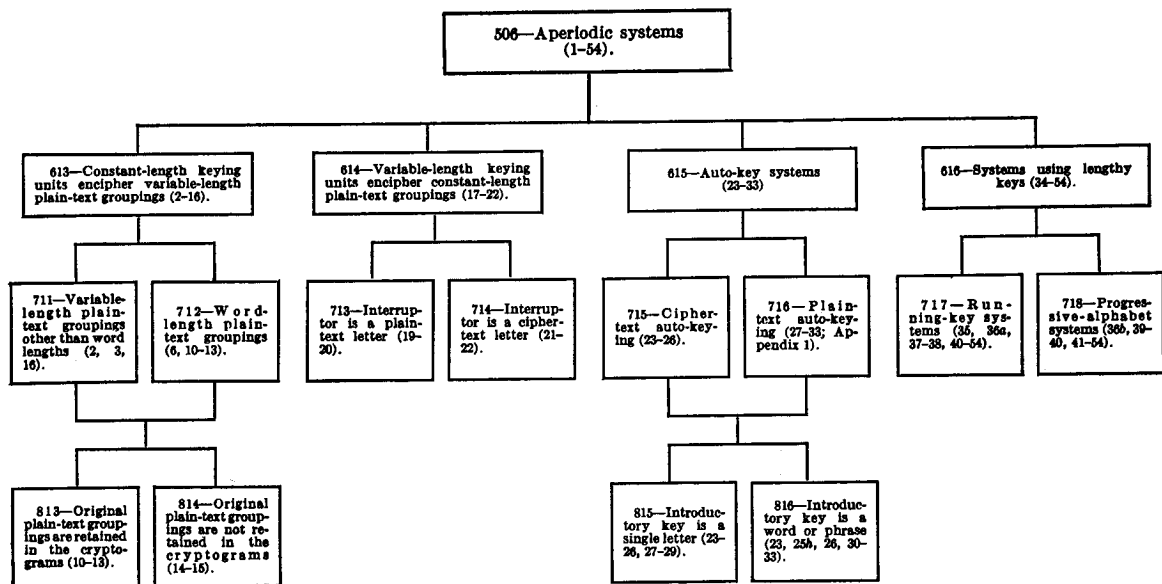 506—Aperiodic systems
(1-54).
613—Constant-length keying
units encipher variable-length
plain-text groupings (2-16).
614—Variable-length keying
units encipher constant-length
plain-text groupings (17-22).
615—Auto-key systems
(23-33)
616—Systems using lengthy
keys (34-54).
711—Variable-
length plain-
text groupings
other than word
lengths (2, 3,
16).
712—Word-
length plain-
text groupings
(6, 10-13).
713—Interrup-
tor is a plain-
text letter (19-
20).
714—Interrup-
tor is a cipher-
text letter (21-
22).
715—Cipher-
text auto-key-
ing (23-26).
716—Plain-
text auto-key-
ing (27-33; Ap-
pendix 1).
717—Run-
ning-key sys-
tems (35, 36a,
37-38, 40-54).
718—Progres-
sive-alphabet
systems (36b, 39-
40, 41-54).
813—Original
plain-text group-
ings are retained
in the crypto-
grams (10-13).
814—Original
plain-text group-
ings are not re-
tained in the
cryptograms
(14-15).
815—Introduc-
tory key is a
single letter (23-
26, 27-29).
816—Introduc-
tory key is a
word or phrase
(23, 25h, 26, 30-
33).